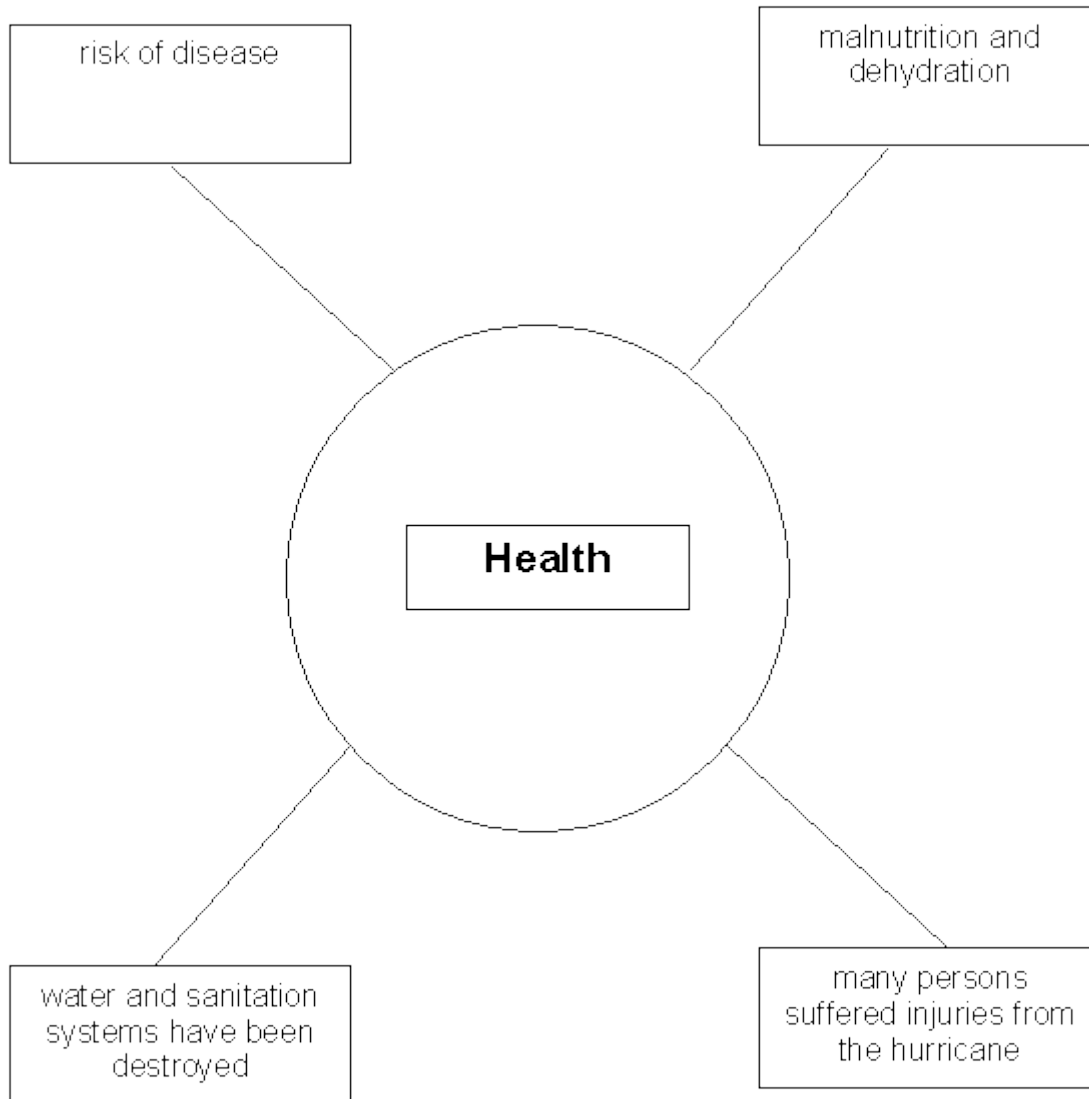 risk of disease
malnutrition and
dehydration
Health
water and sanitation
systems have been
destroyed
many persons
suffered injuries from
the hurricane